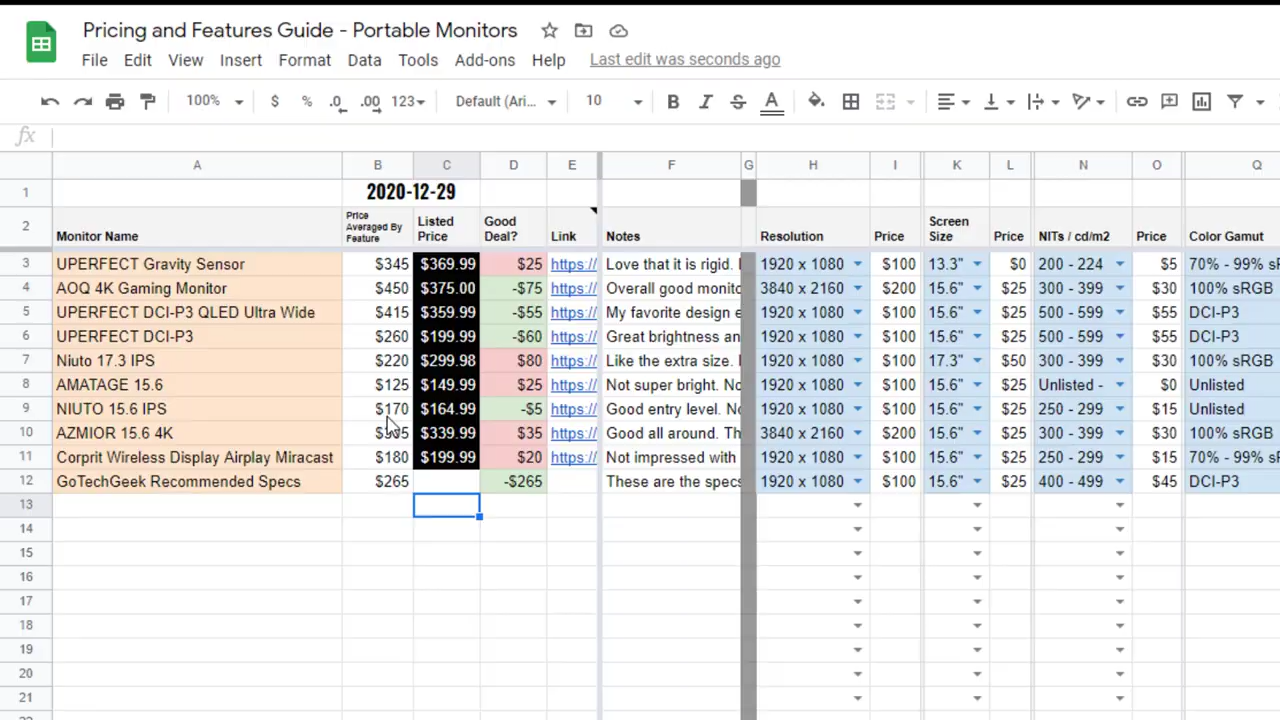 Pricing and Features Guide - Portable Monitors
File Edit View Insert Format Data Tools Add-ons Help Last edit was seconds ago
100% $ % .0 .00 123 Default (Ari... 10 B I S A
fx
A B C D E F G H I K L N O Q
1 2020-12-29
2 Monitor Name Price Averaged By Feature Listed Price Good Deal? Link Notes Resolution Price Screen Size Price NITs / cd/m2 Price Color Gamut
3 UPERFECT Gravity Sensor $345 $369.99 $25 https:// Love that it is rigid. 1920 x 1080 $100 13.3" $0 200 - 224 $5 70% - 99% s
4 AOQ 4K Gaming Monitor $450 $375.00 -$75 https:// Overall good monito 3840 x 2160 $200 15.6" $25 300 - 399 $30 100% sRGB
5 UPERFECT DCI-P3 QLED Ultra Wide $415 $359.99 -$55 https:// My favorite design e 1920 x 1080 $100 15.6" $25 500 - 599 $55 DCI-P3
6 UPERFECT DCI-P3 $260 $199.99 -$60 https:// Great brightness an 1920 x 1080 $100 15.6" $25 500 - 599 $55 DCI-P3
7 Niuto 17.3 IPS $220 $299.98 $80 https:// Like the extra size. 1920 x 1080 $100 17.3" $50 300 - 399 $30 100% sRGB
8 AMATAGE 15.6 $125 $149.99 $25 https:// Not super bright. No 1920 x 1080 $100 15.6" $25 Unlisted - $0 Unlisted
9 NIUTO 15.6 IPS $170 $164.99 -$5 https:// Good entry level. No 1920 x 1080 $100 15.6" $25 250 - 299 $15 Unlisted
10 AZMIOR 15.6 4K $339.99 $35 https:// Good all around. Th 3840 x 2160 $200 15.6" $25 300 - 399 $30 100% sRGB
11 Corprit Wireless Display Airplay Miracast $180 $199.99 $20 https:// Not impressed with 1920 x 1080 $100 15.6" $25 250 - 299 $15 70% - 99% s
12 GoTechGeek Recommended Specs $265 -$265 These are the specs 1920 x 1080 $100 15.6" $25 400 - 499 $45 DCI-P3
13
14
15
16
17
18
19
20
21